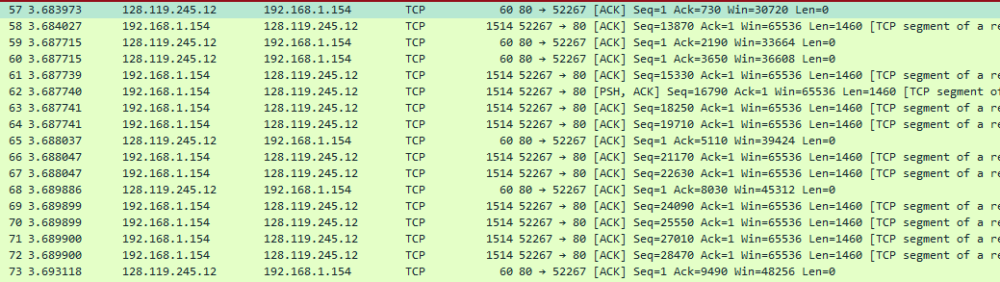 57 3.683973 128.119.245.12 192.168.1.154 TCP 60 80 → 52267 [ACK] Seq=1 Ack=730 Win=30720 Len=0
58 3.684027 192.168.1.154 128.119.245.12 TCP 1514 52267 → 80 [ACK] Seq=13870 Ack=1 Win=65536 Len=1460 [TCP segment of a re
59 3.687715 128.119.245.12 192.168.1.154 TCP 60 80 → 52267 [ACK] Seq=1 Ack=2190 Win=33664 Len=0
60 3.687715 128.119.245.12 192.168.1.154 TCP 60 80 → 52267 [ACK] Seq=1 Ack=3650 Win=36608 Len=0
61 3.687739 192.168.1.154 128.119.245.12 TCP 1514 52267 → 80 [ACK] Seq=15330 Ack=1 Win=65536 Len=1460 [TCP segment of a re
62 3.687740 192.168.1.154 128.119.245.12 TCP 1514 52267 → 80 [PSH, ACK] Seq=16790 Ack=1 Win=65536 Len=1460 [TCP segment of
63 3.687741 192.168.1.154 128.119.245.12 TCP 1514 52267 → 80 [ACK] Seq=18250 Ack=1 Win=65536 Len=1460 [TCP segment of a re
64 3.687741 192.168.1.154 128.119.245.12 TCP 1514 52267 → 80 [ACK] Seq=19710 Ack=1 Win=65536 Len=1460 [TCP segment of a re
65 3.688037 128.119.245.12 192.168.1.154 TCP 60 80 → 52267 [ACK] Seq=1 Ack=5110 Win=39424 Len=0
66 3.688047 192.168.1.154 128.119.245.12 TCP 1514 52267 → 80 [ACK] Seq=21170 Ack=1 Win=65536 Len=1460 [TCP segment of a re
67 3.688047 192.168.1.154 128.119.245.12 TCP 1514 52267 → 80 [ACK] Seq=22630 Ack=1 Win=65536 Len=1460 [TCP segment of a re
68 3.689886 128.119.245.12 192.168.1.154 TCP 60 80 → 52267 [ACK] Seq=1 Ack=8030 Win=45312 Len=0
69 3.689899 192.168.1.154 128.119.245.12 TCP 1514 52267 → 80 [ACK] Seq=24090 Ack=1 Win=65536 Len=1460 [TCP segment of a re
70 3.689899 192.168.1.154 128.119.245.12 TCP 1514 52267 → 80 [ACK] Seq=25550 Ack=1 Win=65536 Len=1460 [TCP segment of a re
71 3.689900 192.168.1.154 128.119.245.12 TCP 1514 52267 → 80 [ACK] Seq=27010 Ack=1 Win=65536 Len=1460 [TCP segment of a re
72 3.689900 192.168.1.154 128.119.245.12 TCP 1514 52267 → 80 [ACK] Seq=28470 Ack=1 Win=65536 Len=1460 [TCP segment of a re
73 3.693118 128.119.245.12 192.168.1.154 TCP 60 80 → 52267 [ACK] Seq=1 Ack=9490 Win=48256 Len=0